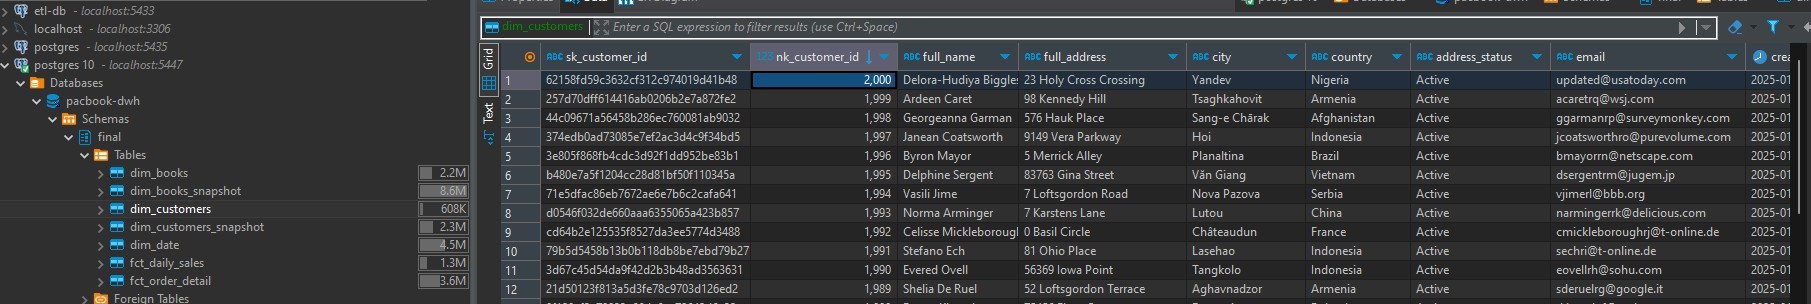 etl-db - localhost:5433
localhost - localhost:3306
postgres - localhost:5435
postgres 10 - localhost:5447
Databases
pacbook-dwh
Schemas
final
Tables
dim_books 2.2M
dim_books_snapshot 8.6M
dim_customers 608K
dim_customers_snapshot 2.3M
dim_date 4.5M
fct_daily_sales 1.3M
fct_order_detail 3.6M
Foreign Tables
dim_customers Enter a SQL expression to filter results (use Ctrl+Space)
Grid
Text
ABC sk_customer_id 123 nk_customer_id ABC full_name ABC full_address ABC city ABC country ABC address_status ABC email crea
1 62158fd59c3632cf312c974019d41b48 2,000 Delora-Hudiya Biggles 23 Holy Cross Crossing Yandev Nigeria Active updated@usatoday.com 2025-01
2 257d70dff614416ab0206b2e7a872fe2 1,999 Ardeen Caret 98 Kennedy Hill Tsaghkahovit Armenia Active acaretrq@wsj.com 2025-01
3 44c09671a56458b286ec760081ab9032 1,998 Georgeanna Garman 576 Hauk Place Sang-e Chārak Afghanistan Active ggarmanrp@surveymonkey.com 2025-01
4 374edb0ad73085e7ef2ac3d4c9f34bd5 1,997 Janean Coatsworth 9149 Vera Parkway Hoi Indonesia Active jcoatsworthro@purevolume.com 2025-01
5 3e805f868fb4cdc3d92f1dd952be83b1 1,996 Byron Mayor 5 Merrick Alley Planaltina Brazil Active bmayorrn@netscape.com 2025-01
6 b480e7a5f1204cc28d81bf50f110345a 1,995 Delphine Sergent 83763 Gina Street Văn Giang Vietnam Active dsergentrm@jugem.jp 2025-01
7 71e5dfac86eb7672ae6e7b6c2cafa641 1,994 Vasili Jime 7 Loftsgordon Road Nova Pazova Serbia Active vjimerl@bbb.org 2025-01
8 d0546f032de660aaa6355065a423b857 1,993 Norma Arminger 7 Karstens Lane Lutou China Active narmingerrk@delicious.com 2025-01
9 cd64b2e125535f8527da3ee5774d3488 1,992 Celisse Mickleborough 0 Basil Circle Châteaudun France Active cmickleboroughrj@t-online.de 2025-01
10 79b5d5458b13b0b118db8be7ebd79b27 1,991 Stefano Ech 81 Ohio Place Lasehao Indonesia Active sechri@t-online.de 2025-01
11 3d67c45d54da9f42d2b3b48ad3563631 1,990 Evered Ovell 56369 Iowa Point Tangkolo Indonesia Active eovellrh@sohu.com 2025-01
12 21d50123f813a5d3fe78c9703d126ed2 1,989 Shelia De Ruel 52 Loftsgordon Terrace Aghavnadzor Armenia Active sderuelrg@google.it 2025-01